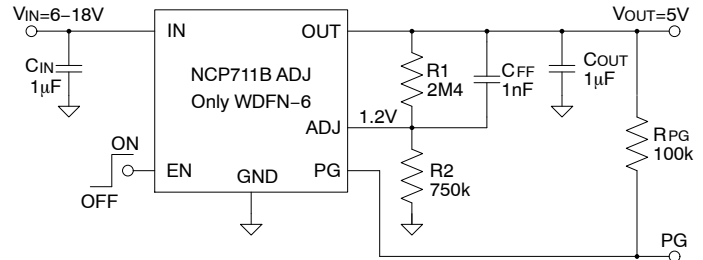 VIN=6–18V
IN
OUT
VOUT=5V
CIN
1μF
NCP711B ADJ
Only WDFN–6
R1
2M4
CFF
1nF
COUT
1μF
ADJ
1.2V
RPG
100k
ON
OFF
EN
GND
PG
R2
750k
PG